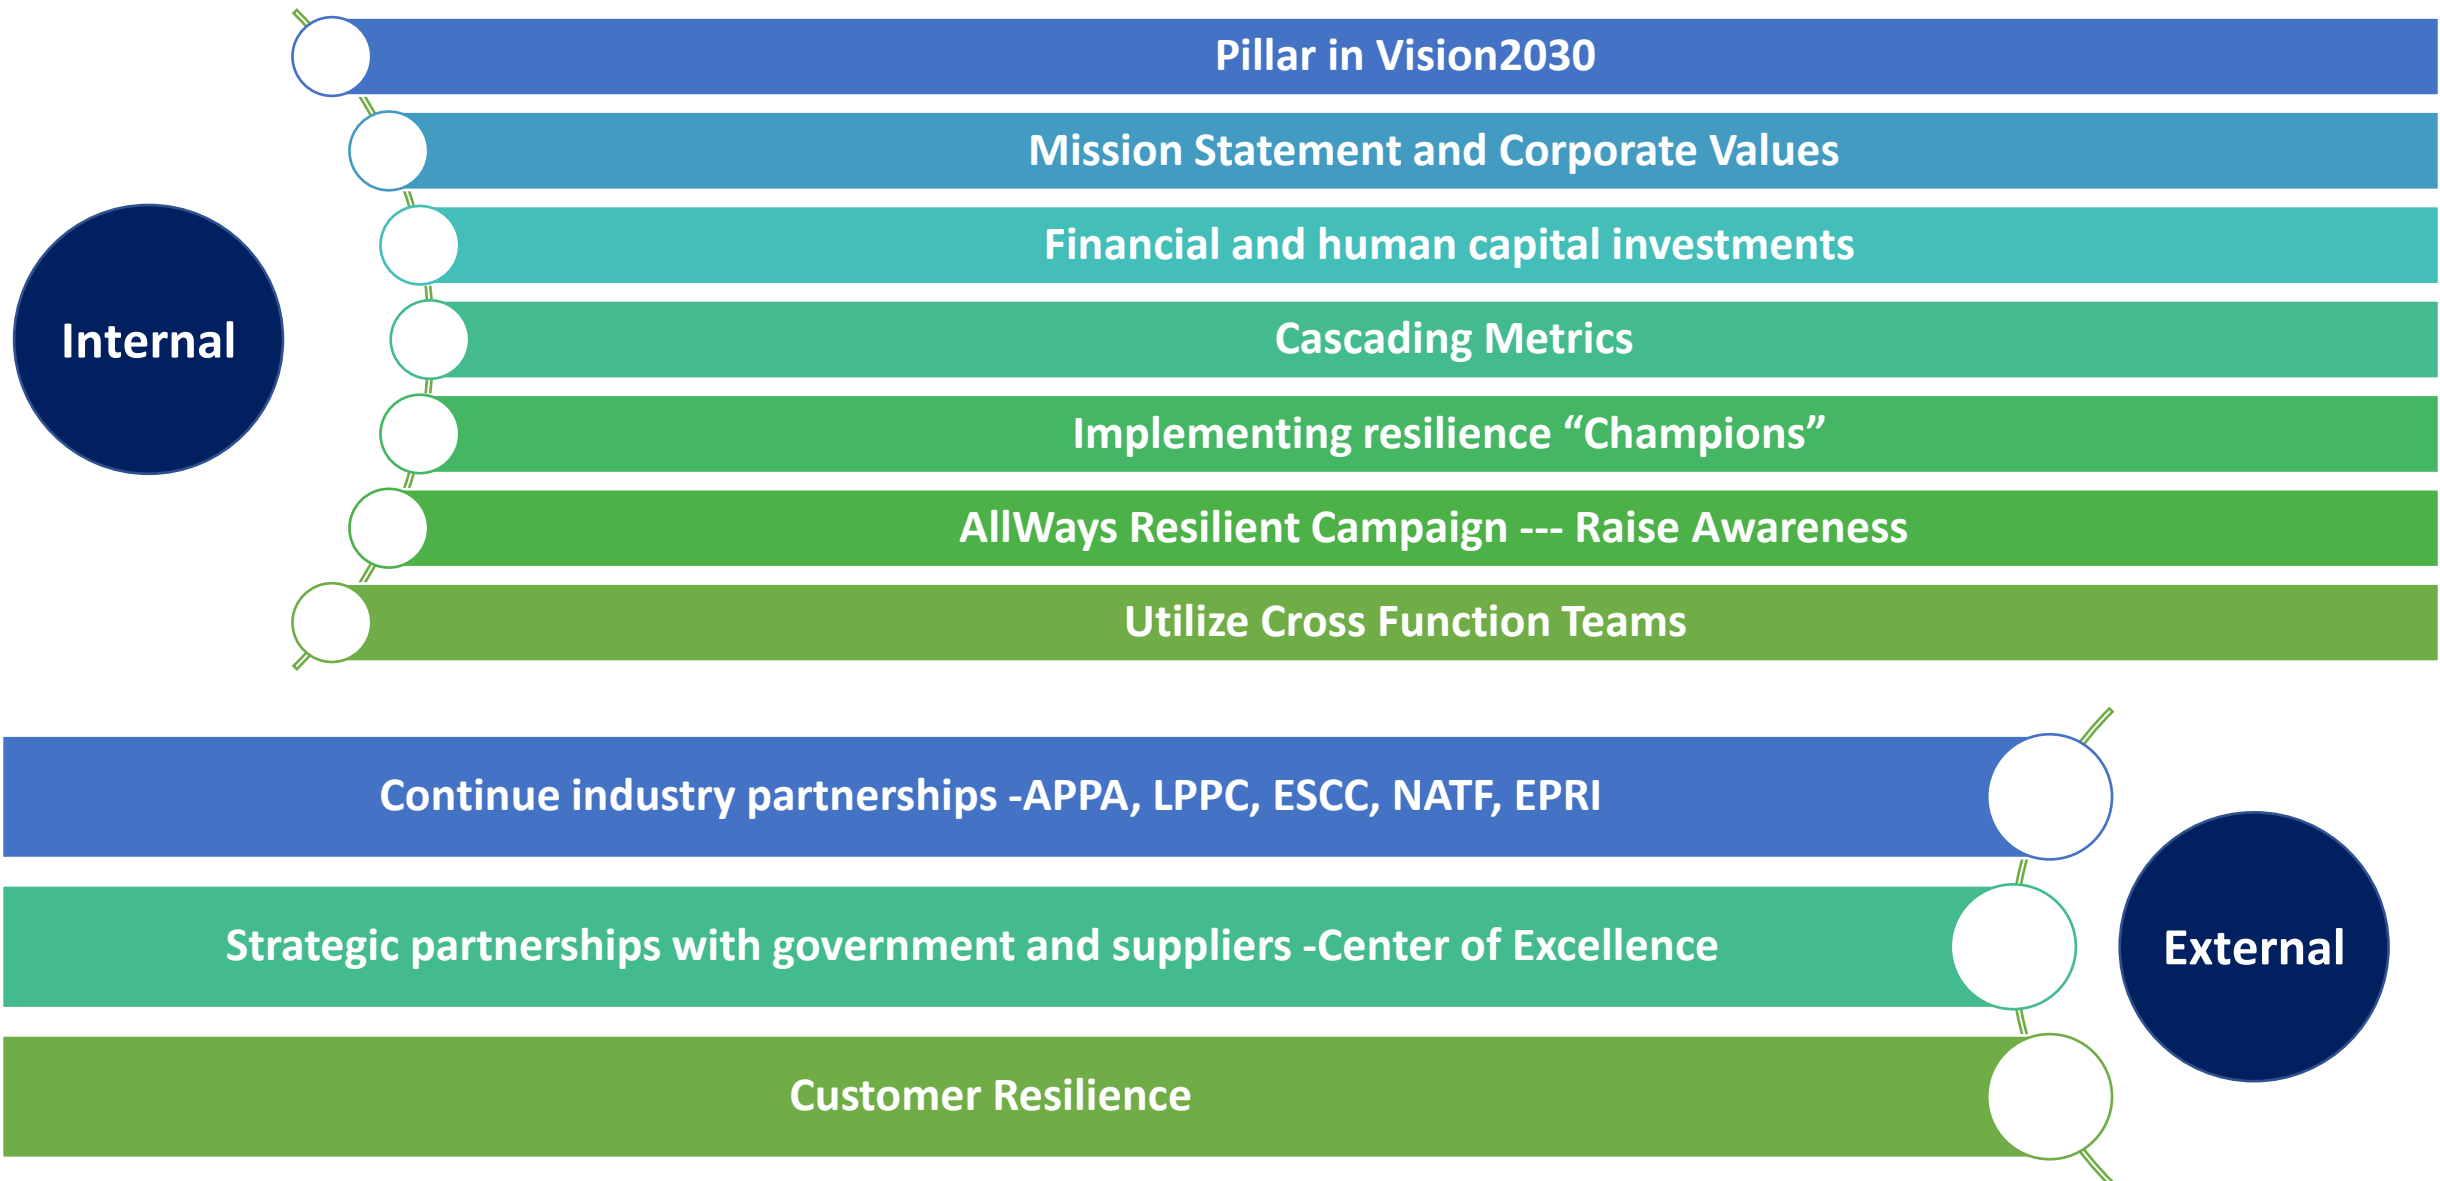 Pillar in Vision2030
Mission Statement and Corporate Values
Financial and human capital investments
Internal
Cascading Metrics
Implementing resilience “Champions”
AllWays Resilient Campaign --- Raise Awareness
Utilize Cross Function Teams
Continue industry partnerships -APPA, LPPC, ESCC, NATF, EPRI
Strategic partnerships with government and suppliers -Center of Excellence
External
Customer Resilience